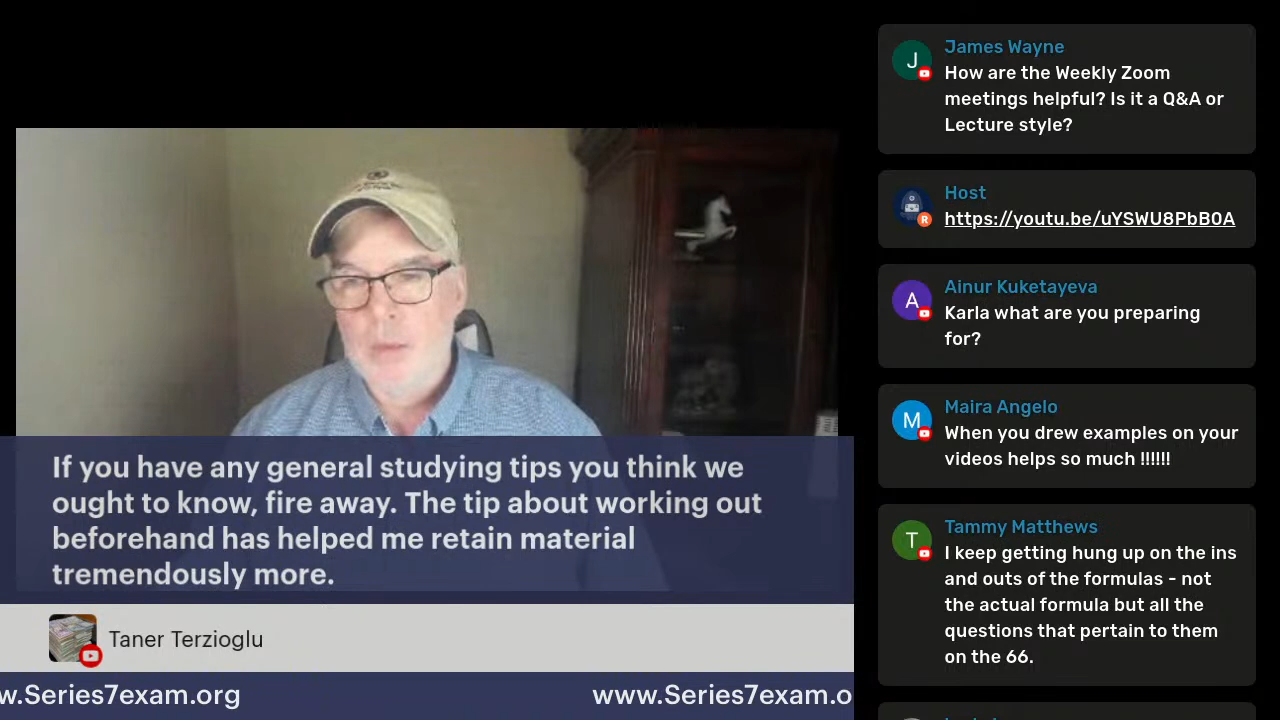 J
James Wayne
How are the Weekly Zoom
meetings helpful? Is it a Q&A or
Lecture style?
R
Host
https://youtu.be/uYSWU8PbB0A
A
Ainur Kuketayeva
Karla what are you preparing
for?
M
Maira Angelo
When you drew examples on your
videos helps so much !!!!!!
T
Tammy Matthews
I keep getting hung up on the ins
and outs of the formulas - not
the actual formula but all the
questions that pertain to them
on the 66.
If you have any general studying tips you think we
ought to know, fire away. The tip about working out
beforehand has helped me retain material
tremendously more.
Taner Terzioglu
w.Series7exam.org
www.Series7exam.o